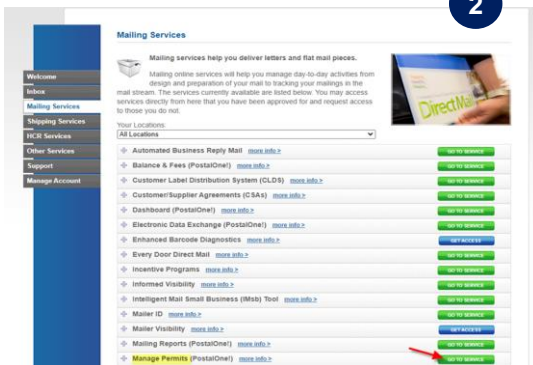 2
Mailing Services
Mailing services help you deliver letters and flat mail pieces.
Mailing online services will help you manage day-to-day activities from
design and preparation of your mail to tracking your mailings in the
mail stream. The services currently available are listed below. You may access
services directly from here that you have been approved for and request access
to those you do not.
Welcome
Inbox
Mailing Services
Shipping Services
HCR Services
Other Services
Support
Manage Account
Direct Mail
Your Locations:
All Locations
Automated Business Reply Mail more info > GO TO SERVICE
Balance & Fees (PostalOne!) more info > GO TO SERVICE
Customer Label Distribution System (CLDS) more info > GO TO SERVICE
Customer/Supplier Agreements (CSAs) more info > GO TO SERVICE
Dashboard (PostalOne!) more info > GO TO SERVICE
Electronic Data Exchange (PostalOne!) more info > GO TO SERVICE
Enhanced Barcode Diagnostics more info > GET ACCESS
Every Door Direct Mail more info > GO TO SERVICE
Incentive Programs more info > GO TO SERVICE
Informed Visibility more info > GO TO SERVICE
Intelligent Mail Small Business (IMsb) Tool more info > GO TO SERVICE
Mailer ID more info > GO TO SERVICE
Mailer Visibility more info > GET ACCESS
Mailing Reports (PostalOne!) more info > GO TO SERVICE
Manage Permits (PostalOne!) more info > GO TO SERVICE